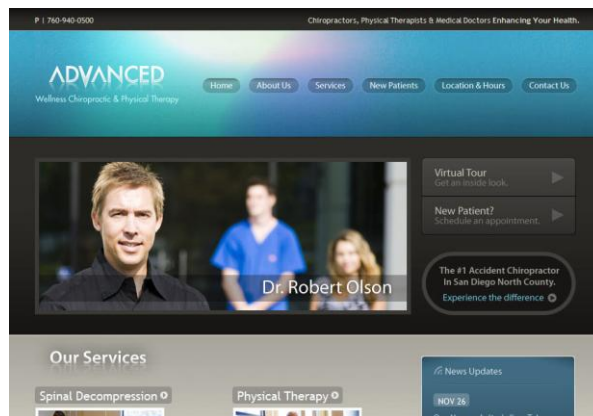 P | 760-940-0500
Chiropractors, Physical Therapists & Medical Doctors Enhancing Your Health.
ADVANCED
Wellness Chiropractic & Physical Therapy
Home
About Us
Services
New Patients
Location & Hours
Contact Us
Virtual Tour
Get an inside look.
New Patient?
Schedule an appointment.
Dr. Robert Olson
The #1 Accident Chiropractor
In San Diego North County.
Experience the difference
Our Services
News Updates
Spinal Decompression
Physical Therapy
NOV 26